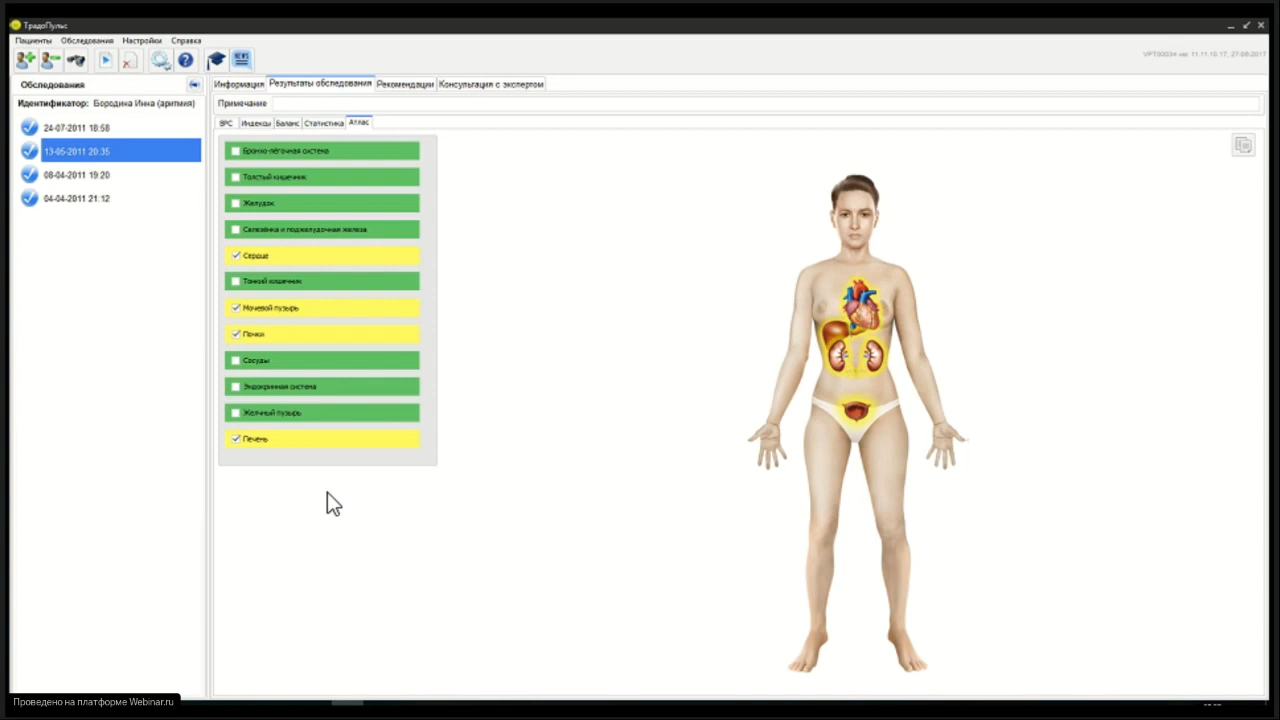 ТрадоПульс
Пациенты Обследования Настройки Справка
NEWS
Обследования
Информация Результаты обследования Рекомендации Консультация с экспертом
Идентификатор: Бородина Инна (аритмия)
Примечание
ВРС Индексы Баланс Статистика Атлас
24-07-2011 18:58
13-05-2011 20:35
08-04-2011 19:20
04-04-2011 21:12
Бронхо-лёгочная система
Толстый кишечник
Желудок
Селезёнка и поджелудочная железа
Сердце
Тонкий кишечник
Мочевой пузырь
Почки
Сосуды
Эндокринная система
Желчный пузырь
Печень
Проведено на платформе Webinar.ru